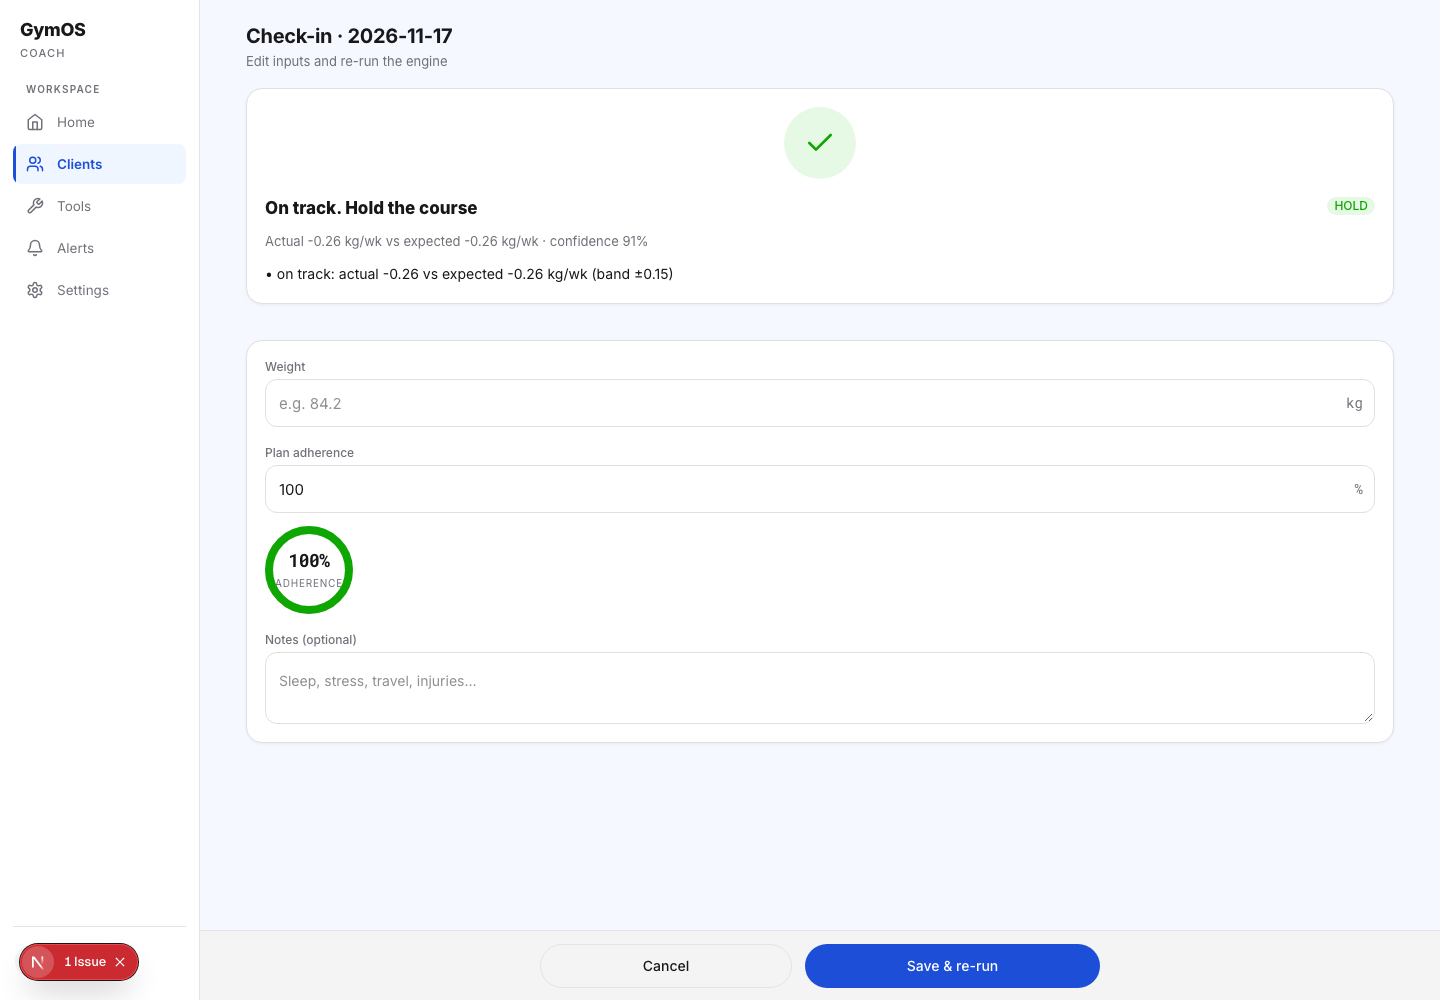 GymOS
COACH
WORKSPACE
Home
Clients
Tools
Alerts
Settings
1 Issue
Check-in · 2026-11-17
Edit inputs and re-run the engine
On track. Hold the course
HOLD
Actual -0.26 kg/wk vs expected -0.26 kg/wk · confidence 91%
• on track: actual -0.26 vs expected -0.26 kg/wk (band ±0.15)
Weight
e.g. 84.2 kg
Plan adherence
100 %
100%
ADHERENCE
Notes (optional)
Sleep, stress, travel, injuries...
Cancel
Save & re-run